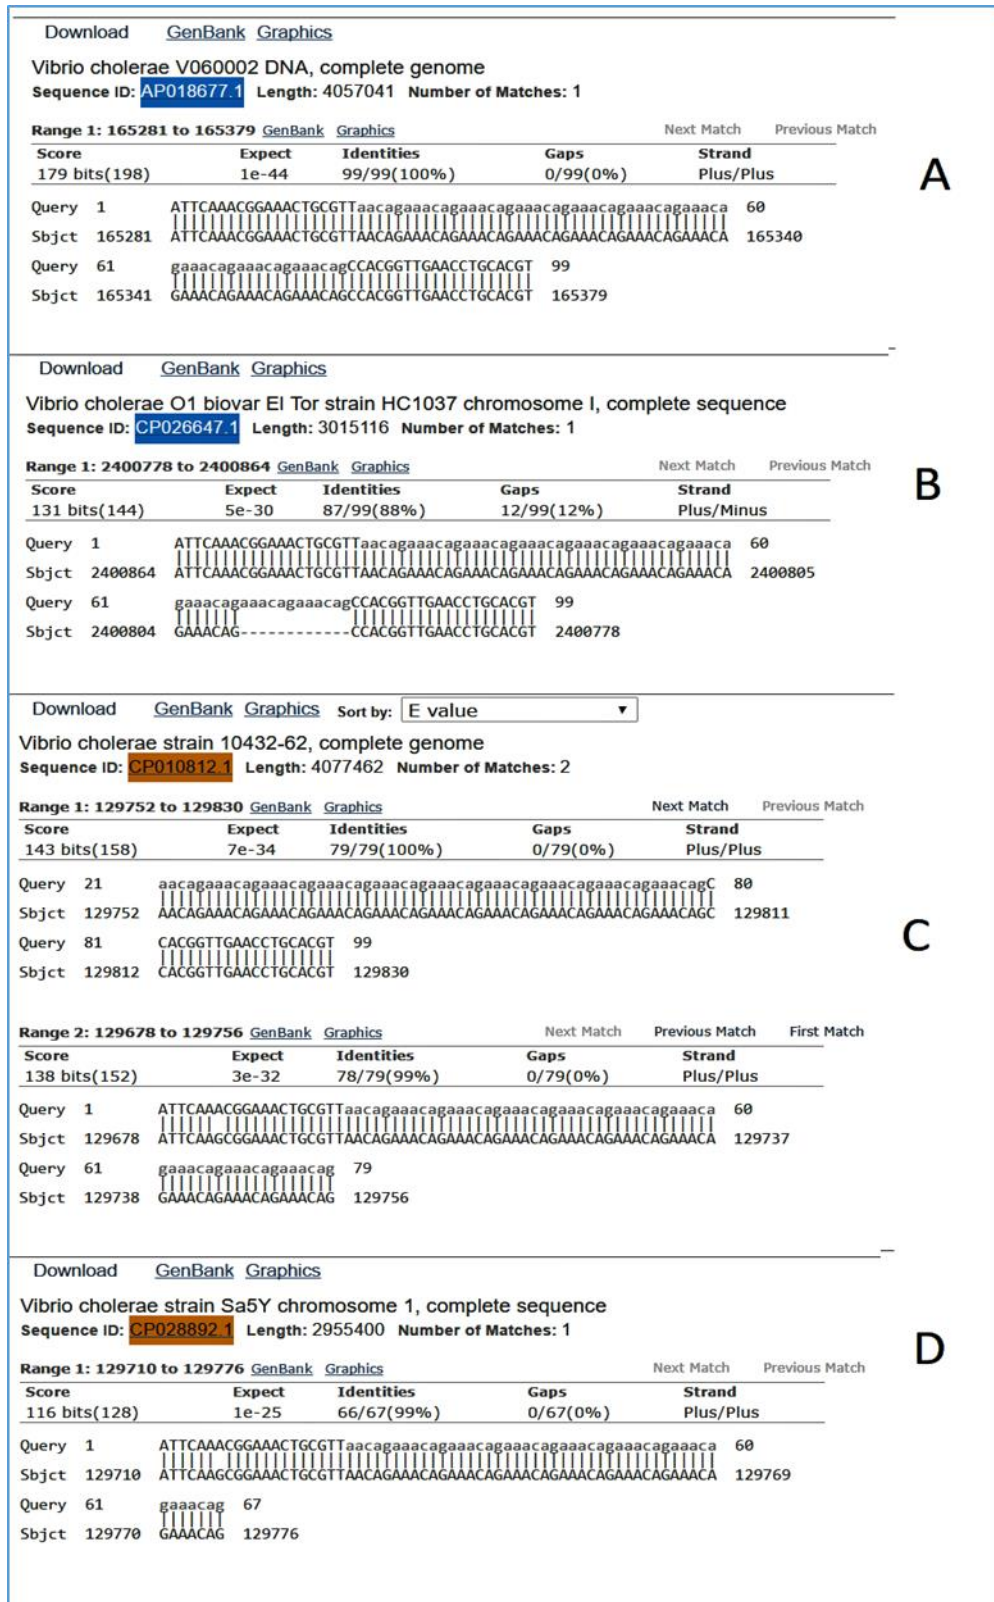 Download GenBank Graphics
Vibrio cholerae V060002 DNA, complete genome
Sequence ID: AP018677.1 Length: 4057041 Number of Matches: 1
Range 1: 165281 to 165379 GenBank Graphics Next Match Previous Match
Score Expect Identities Gaps Strand
179 bits(198) 1e-44 99/99(100%) 0/99(0%) Plus/Plus
A
Query 1 ATTCAAACGGAAACTGCGTTaacagaaacagaaacagaaacagaaacagaaacagaaaca 60
Sbjct 165281 ATTCAAACGGAAACTGCGTTAACAGAAACAGAAACAGAAACAGAAACAGAAACAGAAACA 165340
Query 61 gaaacagaaacagaaacagCCACGGTTGAACCTGCACGT 99
Sbjct 165341 GAAACAGAAACAGAAACAGCCACGGTTGAACCTGCACGT 165379
Download GenBank Graphics
Vibrio cholerae O1 biovar El Tor strain HC1037 chromosome I, complete sequence
Sequence ID: CP026647.1 Length: 3015116 Number of Matches: 1
Range 1: 2400778 to 2400864 GenBank Graphics Next Match Previous Match
Score Expect Identities Gaps Strand
131 bits(144) 5e-30 87/99(88%) 12/99(12%) Plus/Minus
B
Query 1 ATTCAAACGGAAACTGCGTTaacagaaacagaaacagaaacagaaacagaaacagaaaca 60
Sbjct 2400864 ATTCAAACGGAAACTGCGTTAACAGAAACAGAAACAGAAACAGAAACAGAAACAGAAACA 2400805
Query 61 gaaacagaaacagaaacagCCACGGTTGAACCTGCACGT 99
Sbjct 2400804 GAAACAG------------CCACGGTTGAACCTGCACGT 2400778
Download GenBank Graphics Sort by: E value
Vibrio cholerae strain 10432-62, complete genome
Sequence ID: CP010812.1 Length: 4077462 Number of Matches: 2
Range 1: 129752 to 129830 GenBank Graphics Next Match Previous Match
Score Expect Identities Gaps Strand
143 bits(158) 7e-34 79/79(100%) 0/79(0%) Plus/Plus
Query 21 aacagaaacagaaacagaaacagaaacagaaacagaaacagaaacagaaacagaaacagC 80
Sbjct 129752 AACAGAAACAGAAACAGAAACAGAAACAGAAACAGAAACAGAAACAGAAACAGAAACAGC 129811
C
Query 81 CACGGTTGAACCTGCACGT 99
Sbjct 129812 CACGGTTGAACCTGCACGT 129830
Range 2: 129678 to 129756 GenBank Graphics Next Match Previous Match First Match
Score Expect Identities Gaps Strand
138 bits(152) 3e-32 78/79(99%) 0/79(0%) Plus/Plus
Query 1 ATTCAAACGGAAACTGCGTTaacagaaacagaaacagaaacagaaacagaaacagaaaca 60
Sbjct 129678 ATTCAAGCGGAAACTGCGTTAACAGAAACAGAAACAGAAACAGAAACAGAAACAGAAACA 129737
Query 61 gaaacagaaacagaaacag 79
Sbjct 129738 GAAACAGAAACAGAAACAG 129756
Download GenBank Graphics
Vibrio cholerae strain Sa5Y chromosome 1, complete sequence
Sequence ID: CP028892.1 Length: 2955400 Number of Matches: 1
D
Range 1: 129710 to 129776 GenBank Graphics Next Match Previous Match
Score Expect Identities Gaps Strand
116 bits(128) 1e-25 66/67(99%) 0/67(0%) Plus/Plus
Query 1 ATTCAAACGGAAACTGCGTTaacagaaacagaaacagaaacagaaacagaaacagaaaca 60
Sbjct 129710 ATTCAAGCGGAAACTGCGTTAACAGAAACAGAAACAGAAACAGAAACAGAAACAGAAACA 129769
Query 61 gaaacag 67
Sbjct 129770 GAAACAG 129776